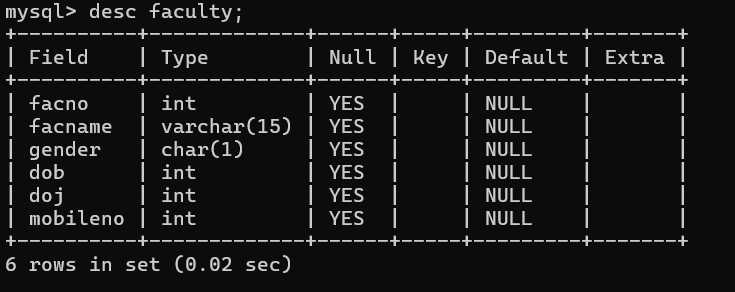 mysql> desc faculty;
+----------+-------------+------+-----+---------+-------+
| Field    | Type        | Null | Key | Default | Extra |
+----------+-------------+------+-----+---------+-------+
| facno    | int         | YES  |     | NULL    |       |
| facname  | varchar(15) | YES  |     | NULL    |       |
| gender   | char(1)     | YES  |     | NULL    |       |
| dob      | int         | YES  |     | NULL    |       |
| doj      | int         | YES  |     | NULL    |       |
| mobileno | int         | YES  |     | NULL    |       |
+----------+-------------+------+-----+---------+-------+
6 rows in set (0.02 sec)